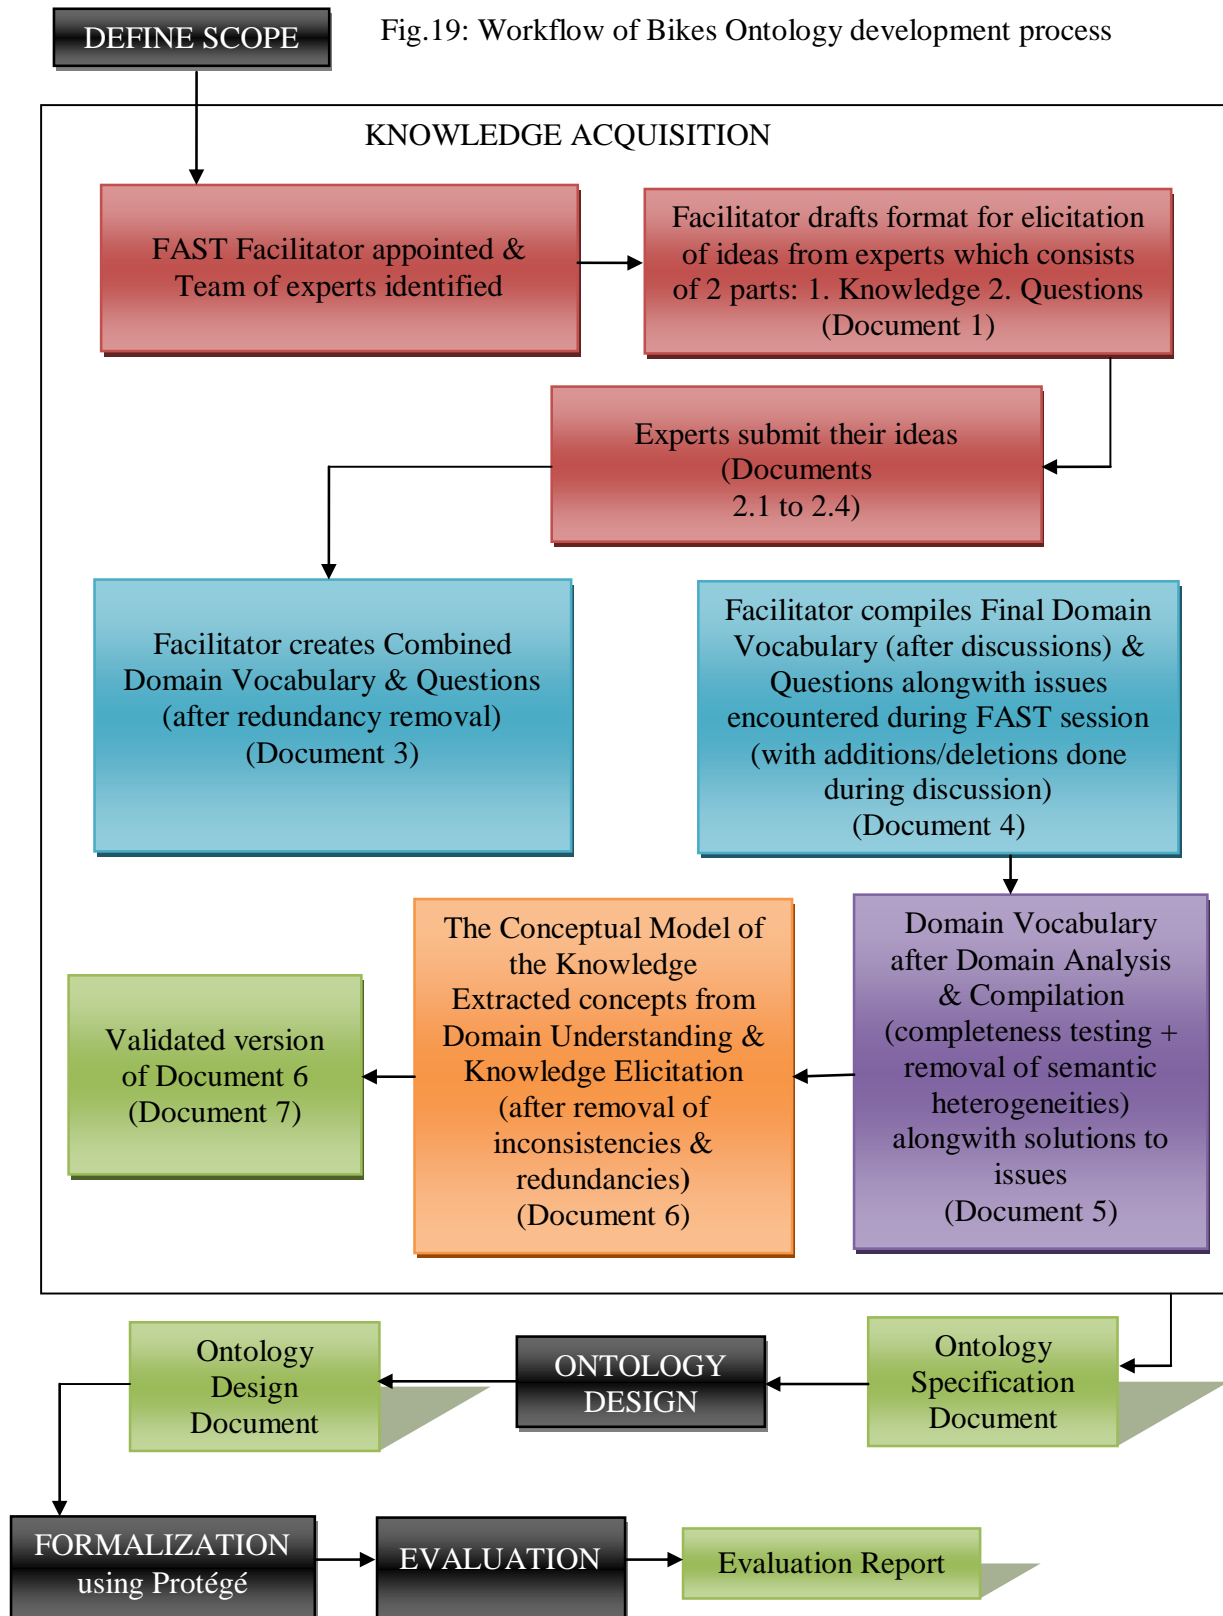 DEFINE SCOPE
Fig.19: Workflow of Bikes Ontology development process
KNOWLEDGE ACQUISITION
FAST Facilitator appointed &
Team of experts identified
Facilitator drafts format for elicitation
of ideas from experts which consists
of 2 parts: 1. Knowledge 2. Questions
(Document 1)
Experts submit their ideas
(Documents
2.1 to 2.4)
Facilitator creates Combined
Domain Vocabulary & Questions
(after redundancy removal)
(Document 3)
Facilitator compiles Final Domain
Vocabulary (after discussions) &
Questions alongwith issues
encountered during FAST session
(with additions/deletions done
during discussion)
(Document 4)
Domain Vocabulary
after Domain Analysis
& Compilation
(completeness testing +
removal of semantic
heterogeneities)
alongwith solutions to
issues
(Document 5)
The Conceptual Model of
the Knowledge
Extracted concepts from
Domain Understanding &
Knowledge Elicitation
(after removal of
inconsistencies &
redundancies)
(Document 6)
Validated version
of Document 6
(Document 7)
Ontology
Specification
Document
ONTOLOGY
DESIGN
Ontology
Design
Document
FORMALIZATION
using Protégé
EVALUATION
Evaluation Report